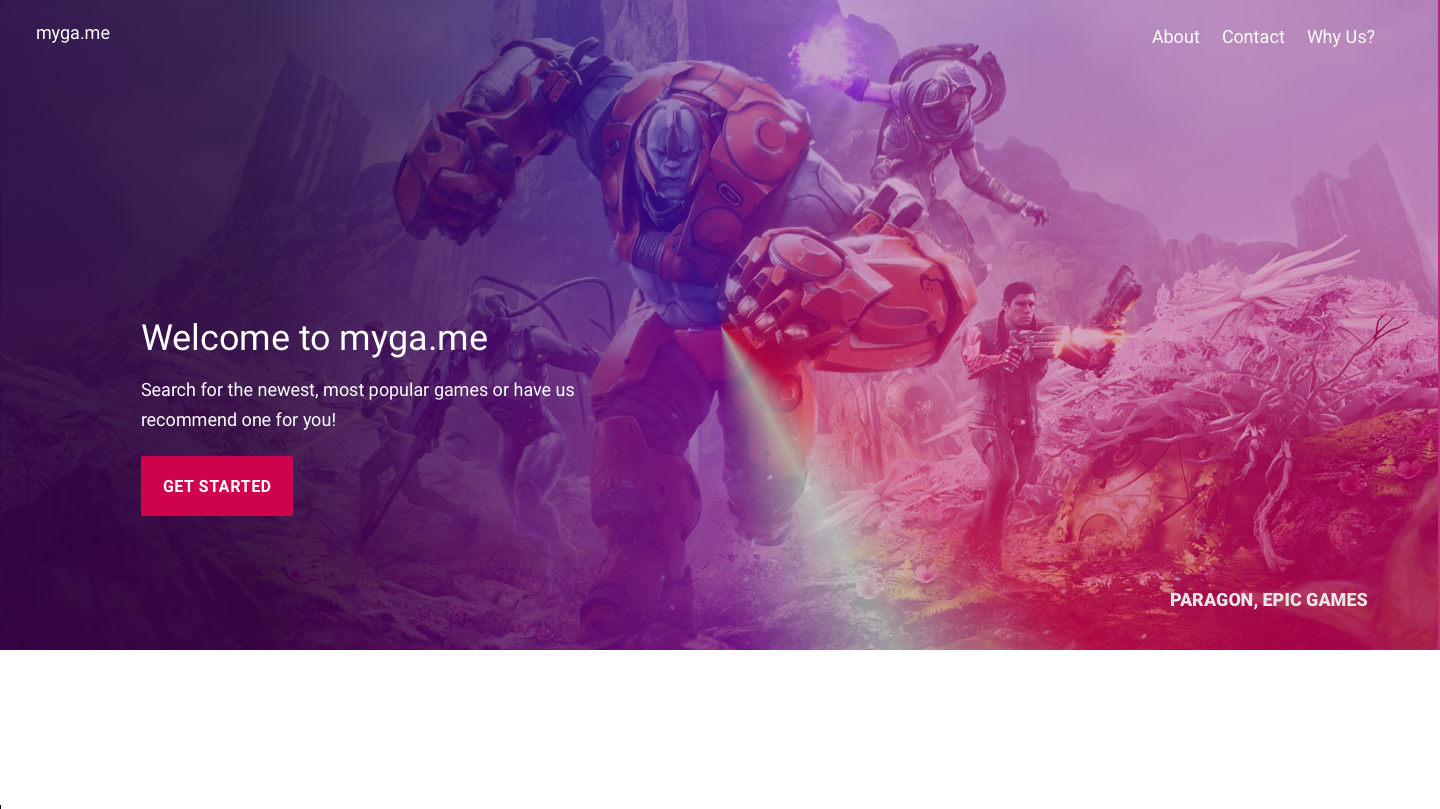 myga.me
About Contact Why Us?
Welcome to myga.me
Search for the newest, most popular games or have us
recommend one for you!
GET STARTED
PARAGON, EPIC GAMES